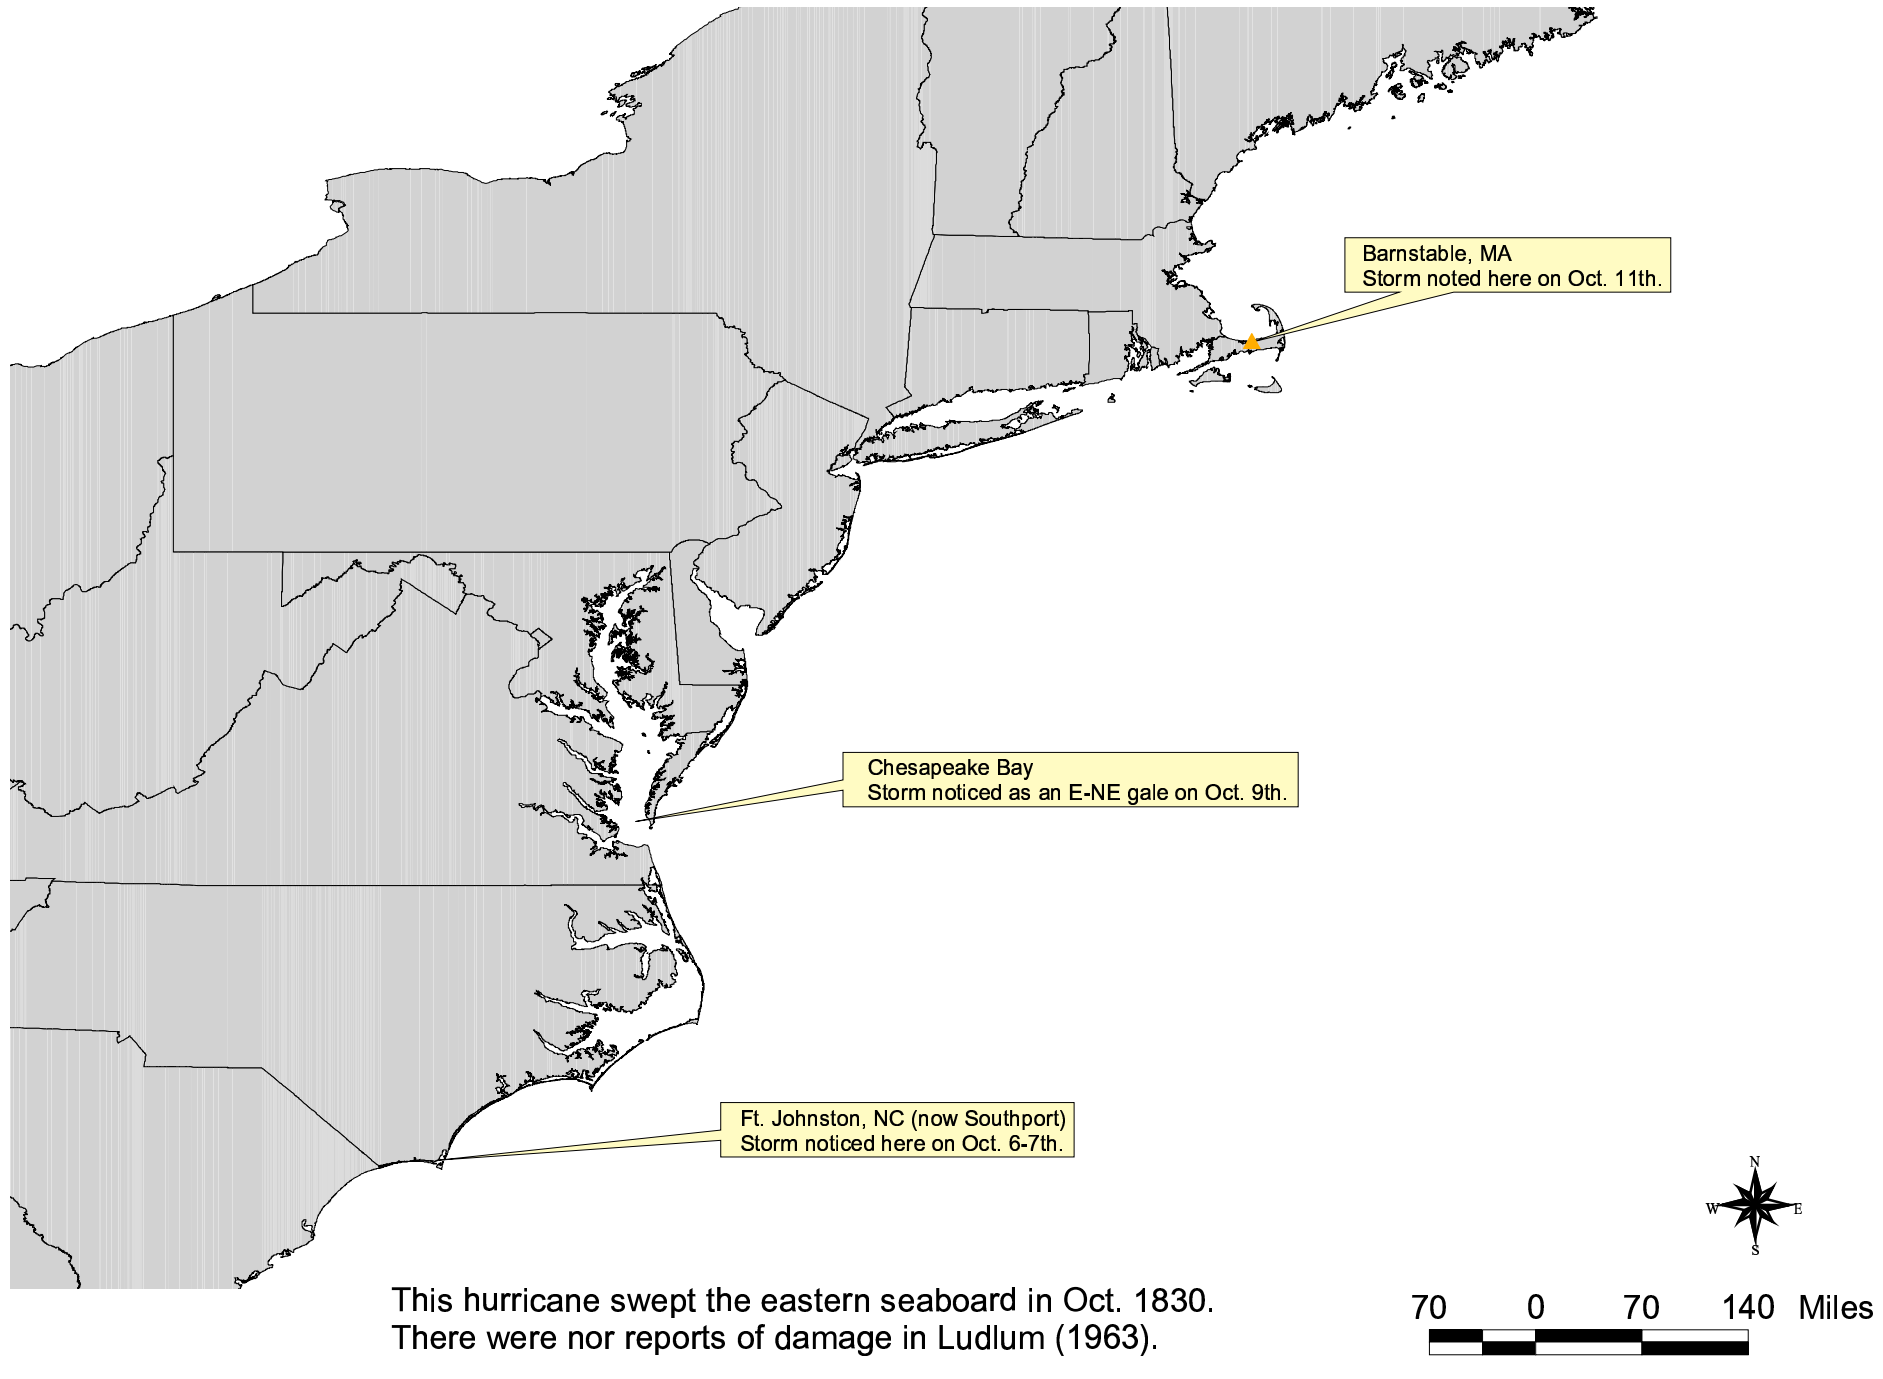 Barnstable, MA
Storm noted here on Oct. 11th.
Chesapeake Bay
Storm noticed as an E-NE gale on Oct. 9th.
Ft. Johnston, NC (now Southport)
Storm noticed here on Oct. 6-7th.
N
W E
S
This hurricane swept the eastern seaboard in Oct. 1830.
There were nor reports of damage in Ludlum (1963).
70 0 70 140 Miles